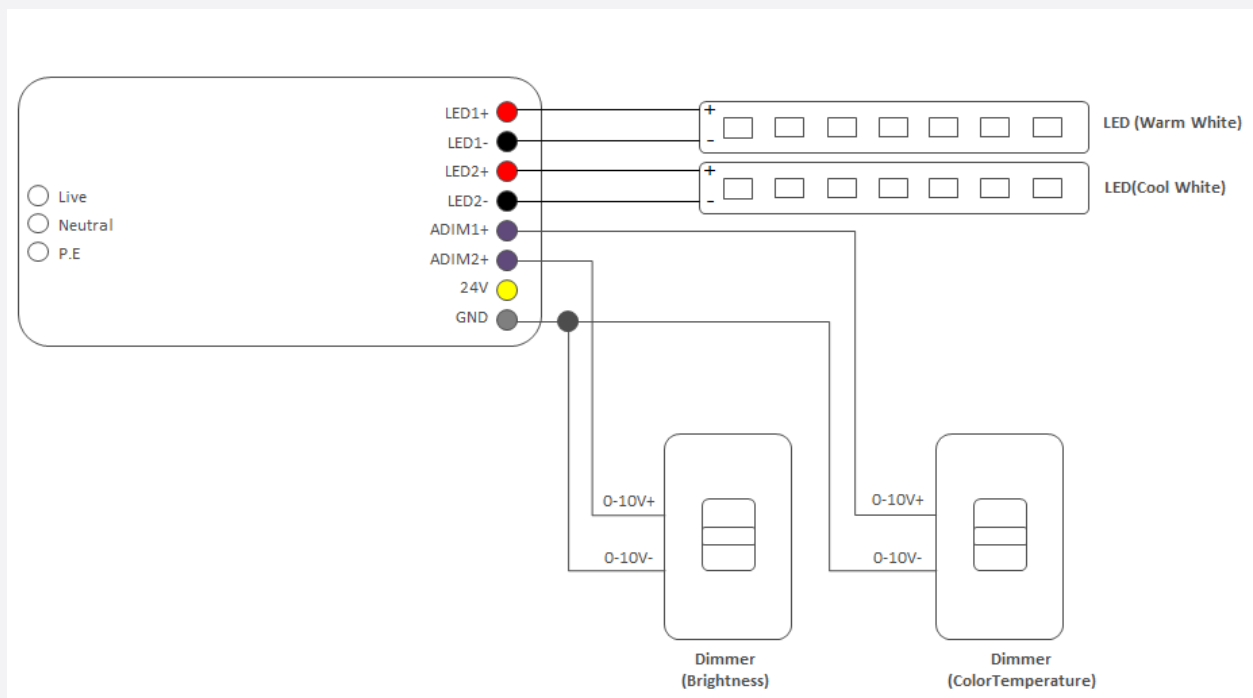 LED1+
LED1-
LED2+
LED2-
ADIM1+
ADIM2+
24V
GND
Live
Neutral
P.E
+
-
LED (Warm White)
+
-
LED(Cool White)
0-10V+
0-10V-
Dimmer
(Brightness)
0-10V+
0-10V-
Dimmer
(ColorTemperature)